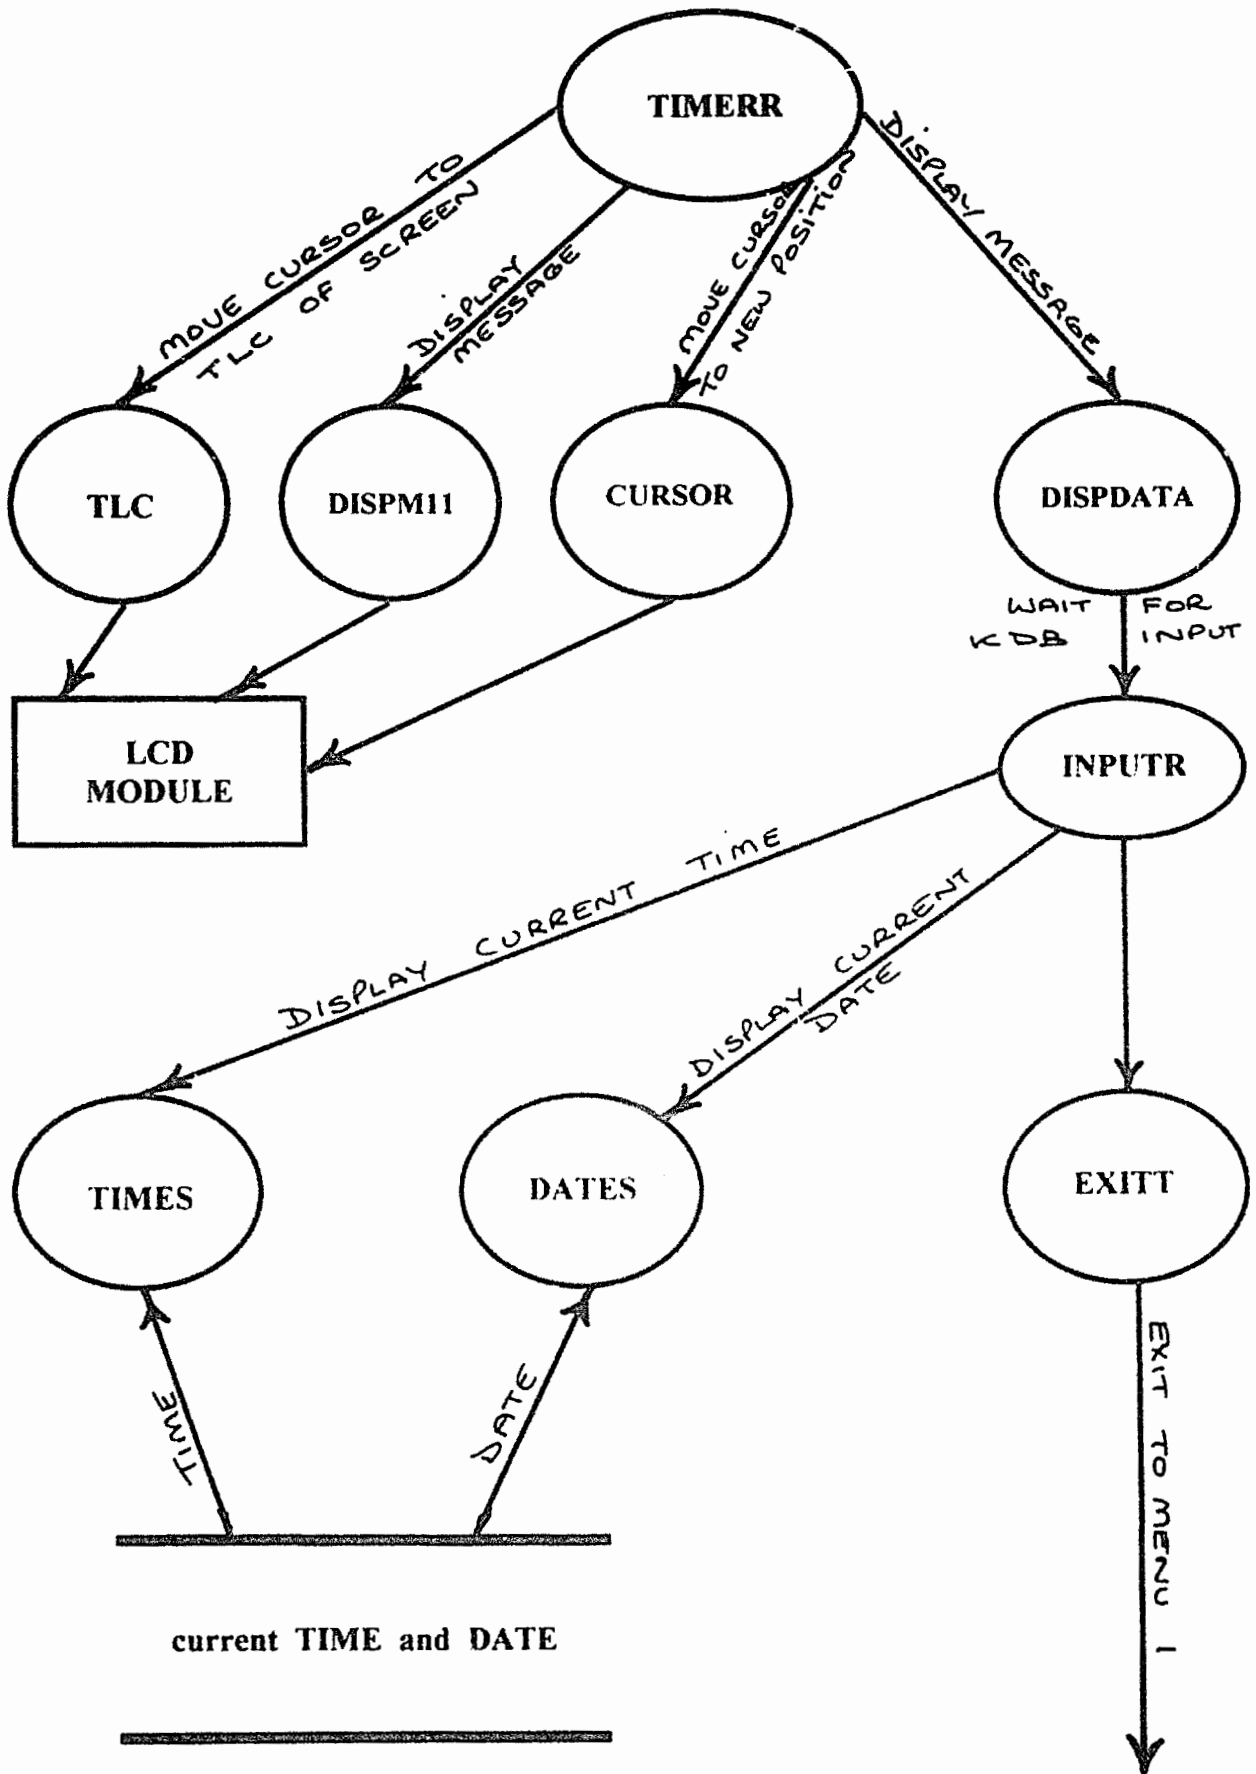 TIMERR
MOVE CURSOR TO
TLC OF SCREEN
DISPLAY
MESSAGE
MOVE CURSOR
TO NEW POSITION
DISPLAY MESSAGE
TLC
DISPM11
CURSOR
DISPDATA
WAIT FOR
KDB INPUT
LCD
MODULE
INPUTR
DISPLAY CURRENT TIME
DISPLAY CURRENT
DATE
TIMES
DATES
EXITT
TIME
DATE
EXIT TO MENU 1
current TIME and DATE